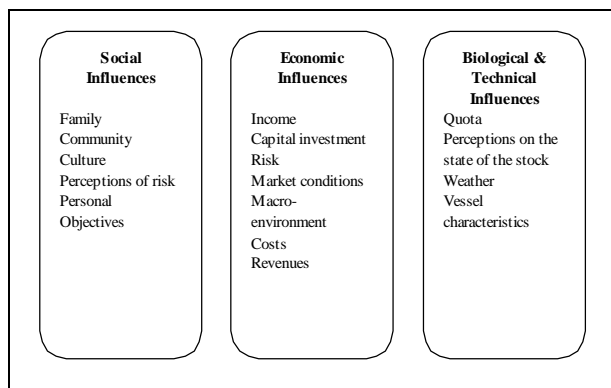 Social
Influences
Family
Community
Culture
Perceptions of risk
Personal
Objectives
Economic
Influences
Income
Capital investment
Risk
Market conditions
Macro-
environment
Costs
Revenues
Biological &
Technical
Influences
Quota
Perceptions on the
state of the stock
Weather
Vessel
characteristics